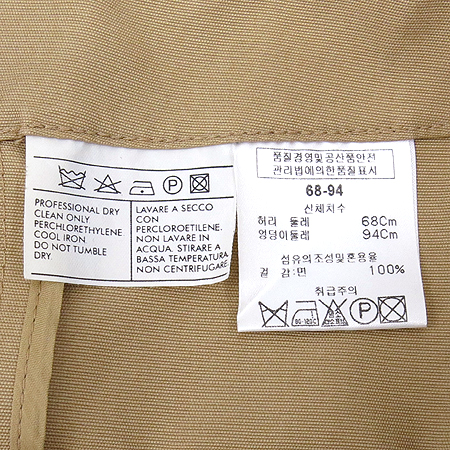 PROFESSIONAL DRY
CLEAN ONLY
PERCHLORETHYLENE
COOL IRON
DO NOT TUMBLE
DRY.
LAVARE A SECCO
CON
PERCLOROETILENE.
NON LAVARE IN
ACQUA. STIRARE A
BASSA TEMPERATURA
NON CENTRIFUGARE
P
품질경영및공산품안전
관리법에의한품질표시
68-94
신체치수
허리 둘레 68Cm
엉덩이둘레 94Cm
섬유의조성및혼용율
겉 감:면 100%
취급주의
P